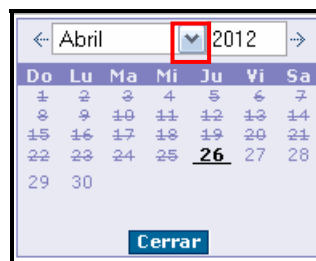 Abril 2012
Do Lu Ma Mi Ju Vi Sa
1 2 3 4 5 6 7
8 9 10 11 12 13 14
15 16 17 18 19 20 21
22 23 24 25 26 27 28
29 30
Cerrar